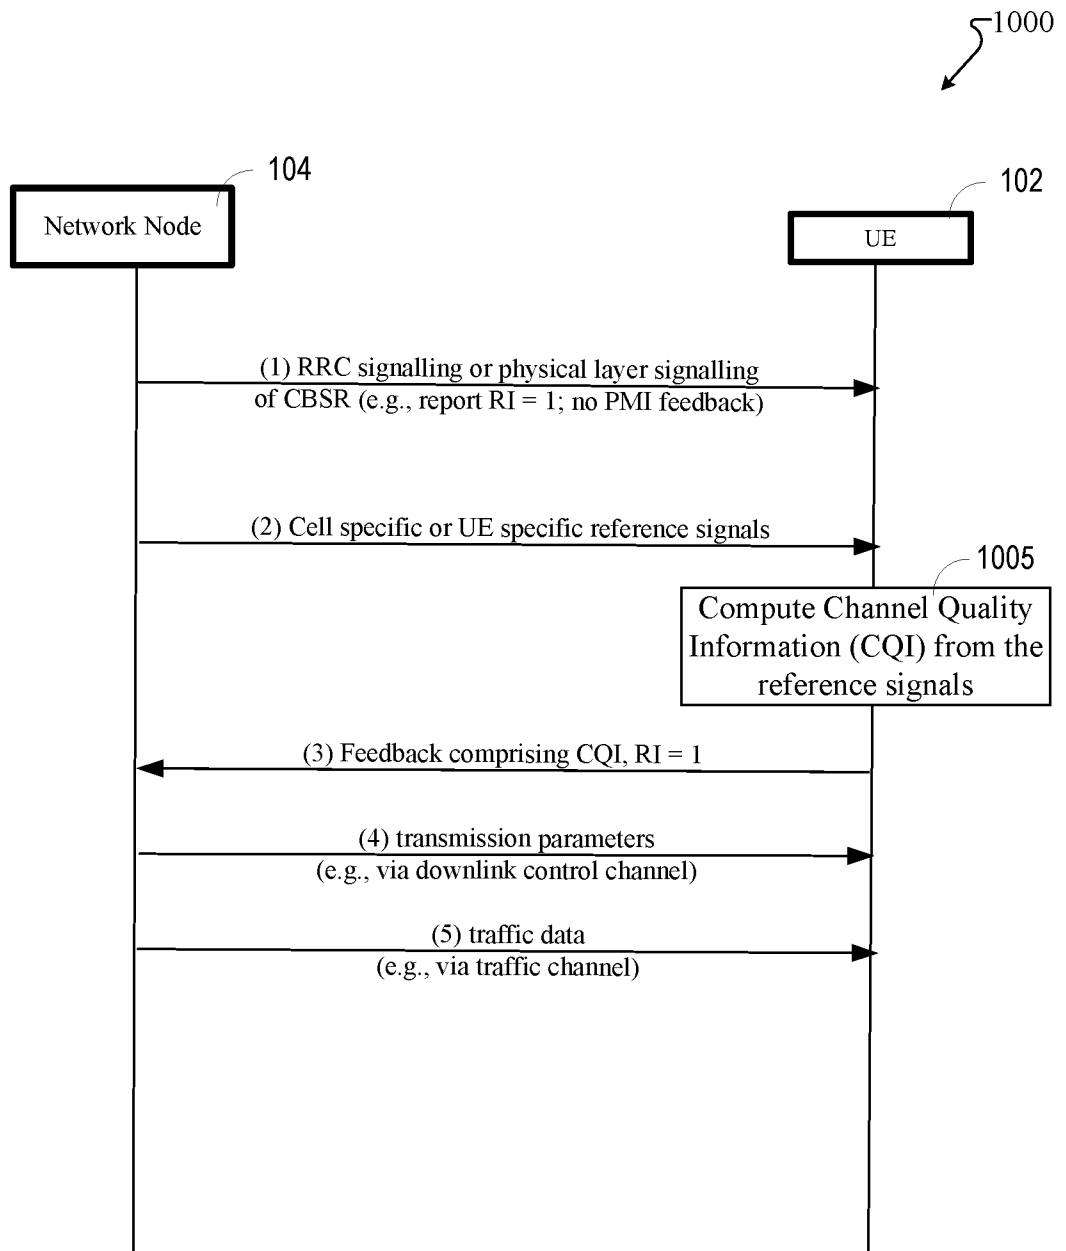 1000
104
Network Node
102
UE
(1) RRC signalling or physical layer signalling
of CBSR (e.g., report RI = 1; no PMI feedback)
(2) Cell specific or UE specific reference signals
1005
Compute Channel Quality
Information (CQI) from the
reference signals
(3) Feedback comprising CQI, RI = 1
(4) transmission parameters
(e.g., via downlink control channel)
(5) traffic data
(e.g., via traffic channel)